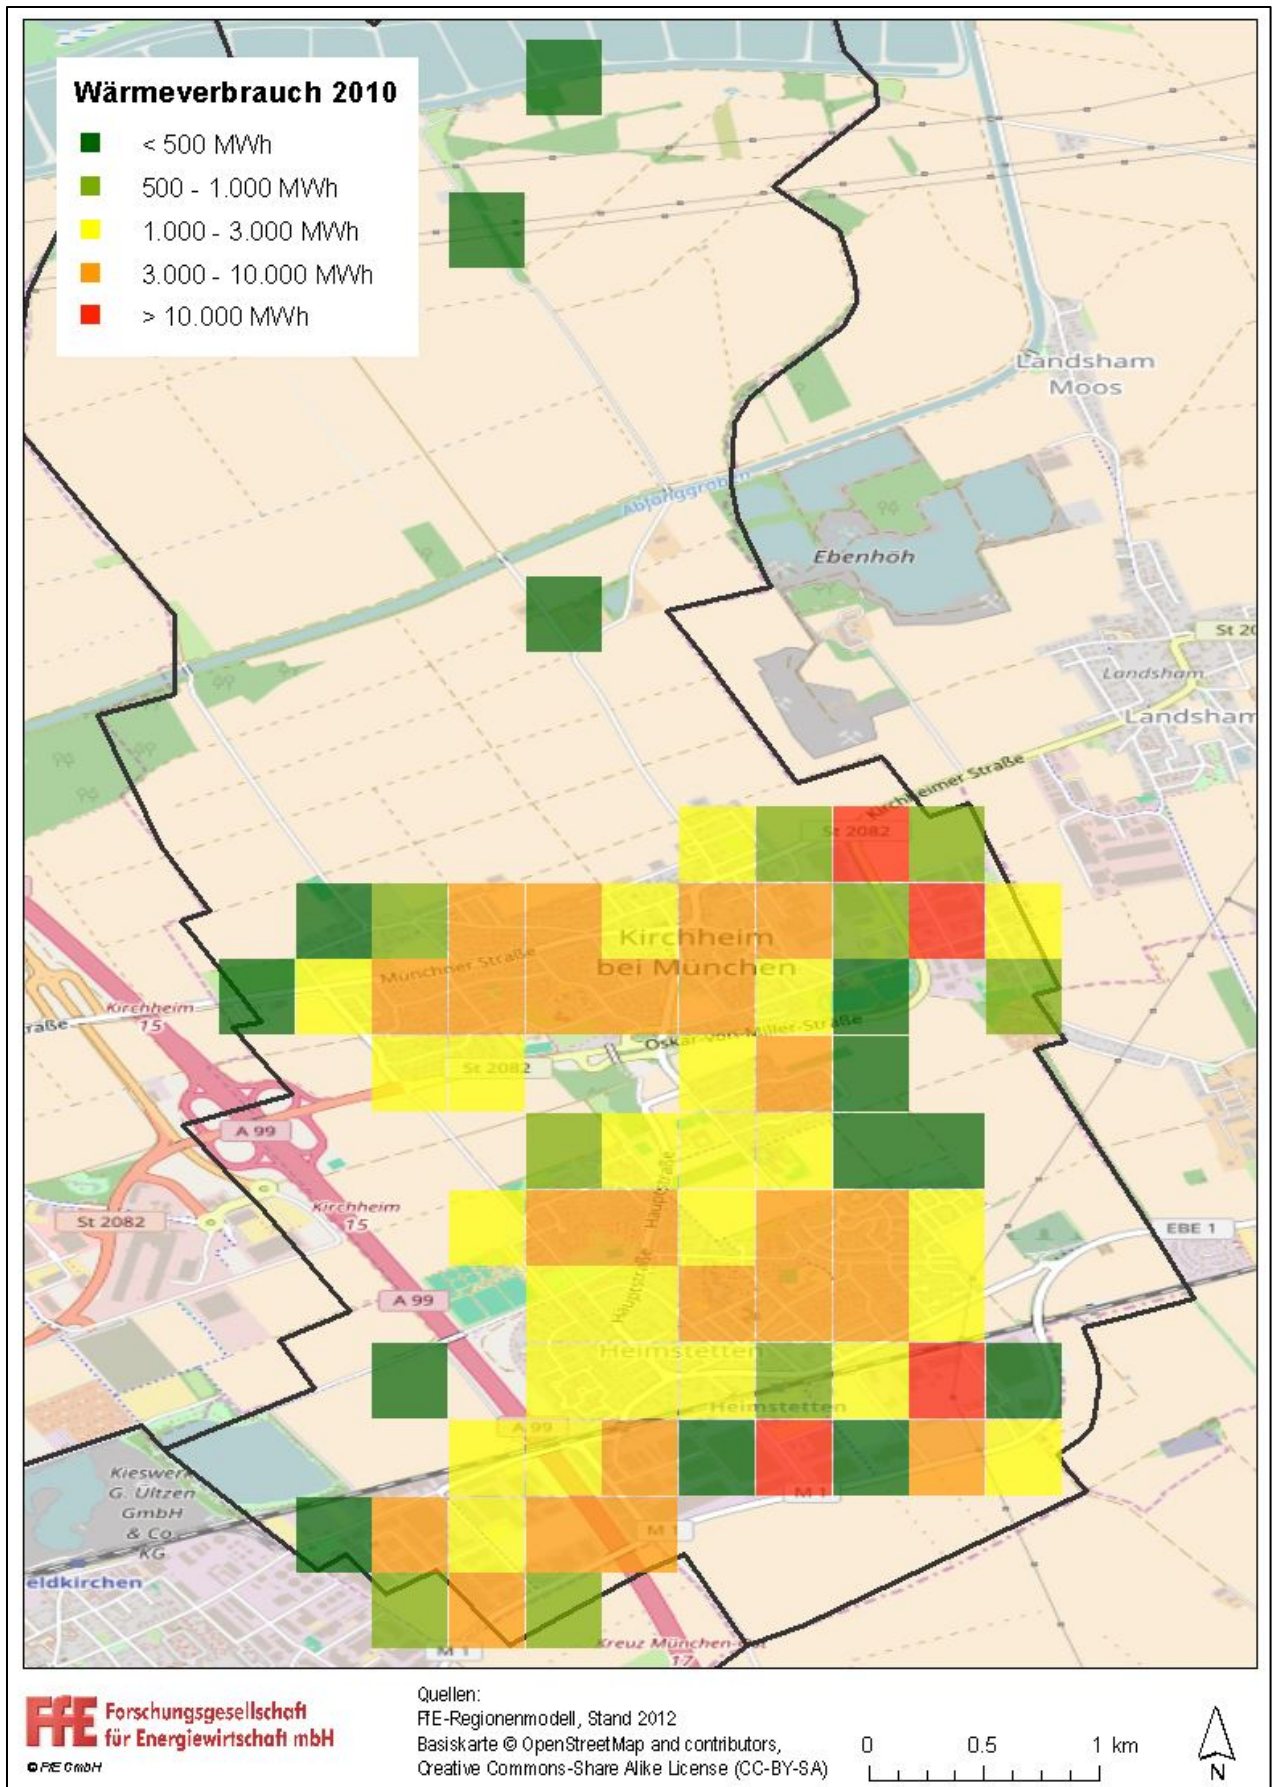 Wärmeverbrauch 2010
< 500 MWh
500 - 1.000 MWh
1.000 - 3.000 MWh
3.000 - 10.000 MWh
> 10.000 MWh
Landsham
Moos
Abfanggraben
Ebenhöh
St 20
Landsham
Landsham
Kirchheimer Straße
St 2082
Kirchheim
bei München
Münchner Straße
Kirchheim
15
raße
Oskar-von-Miller-Straße
St 2082
A 99
Hauptstraße
Kirchheim
15
St 2082
EBE 1
A 99
Hauptstraße
Heimstetten
Heimstetten
A 99
Kieswerk
G. Ültzen
GmbH
& Co.
KG
M 1
M 1
eldkirchen
Kreuz München-Ost
17
M 1
FfE Forschungsgesellschaft
für Energiewirtschaft mbH
© FfE GmbH
Quellen:
FfE-Regionenmodell, Stand 2012
Basiskarte © OpenStreetMap and contributors,
Creative Commons-Share Alike License (CC-BY-SA)
0 0.5 1 km
N